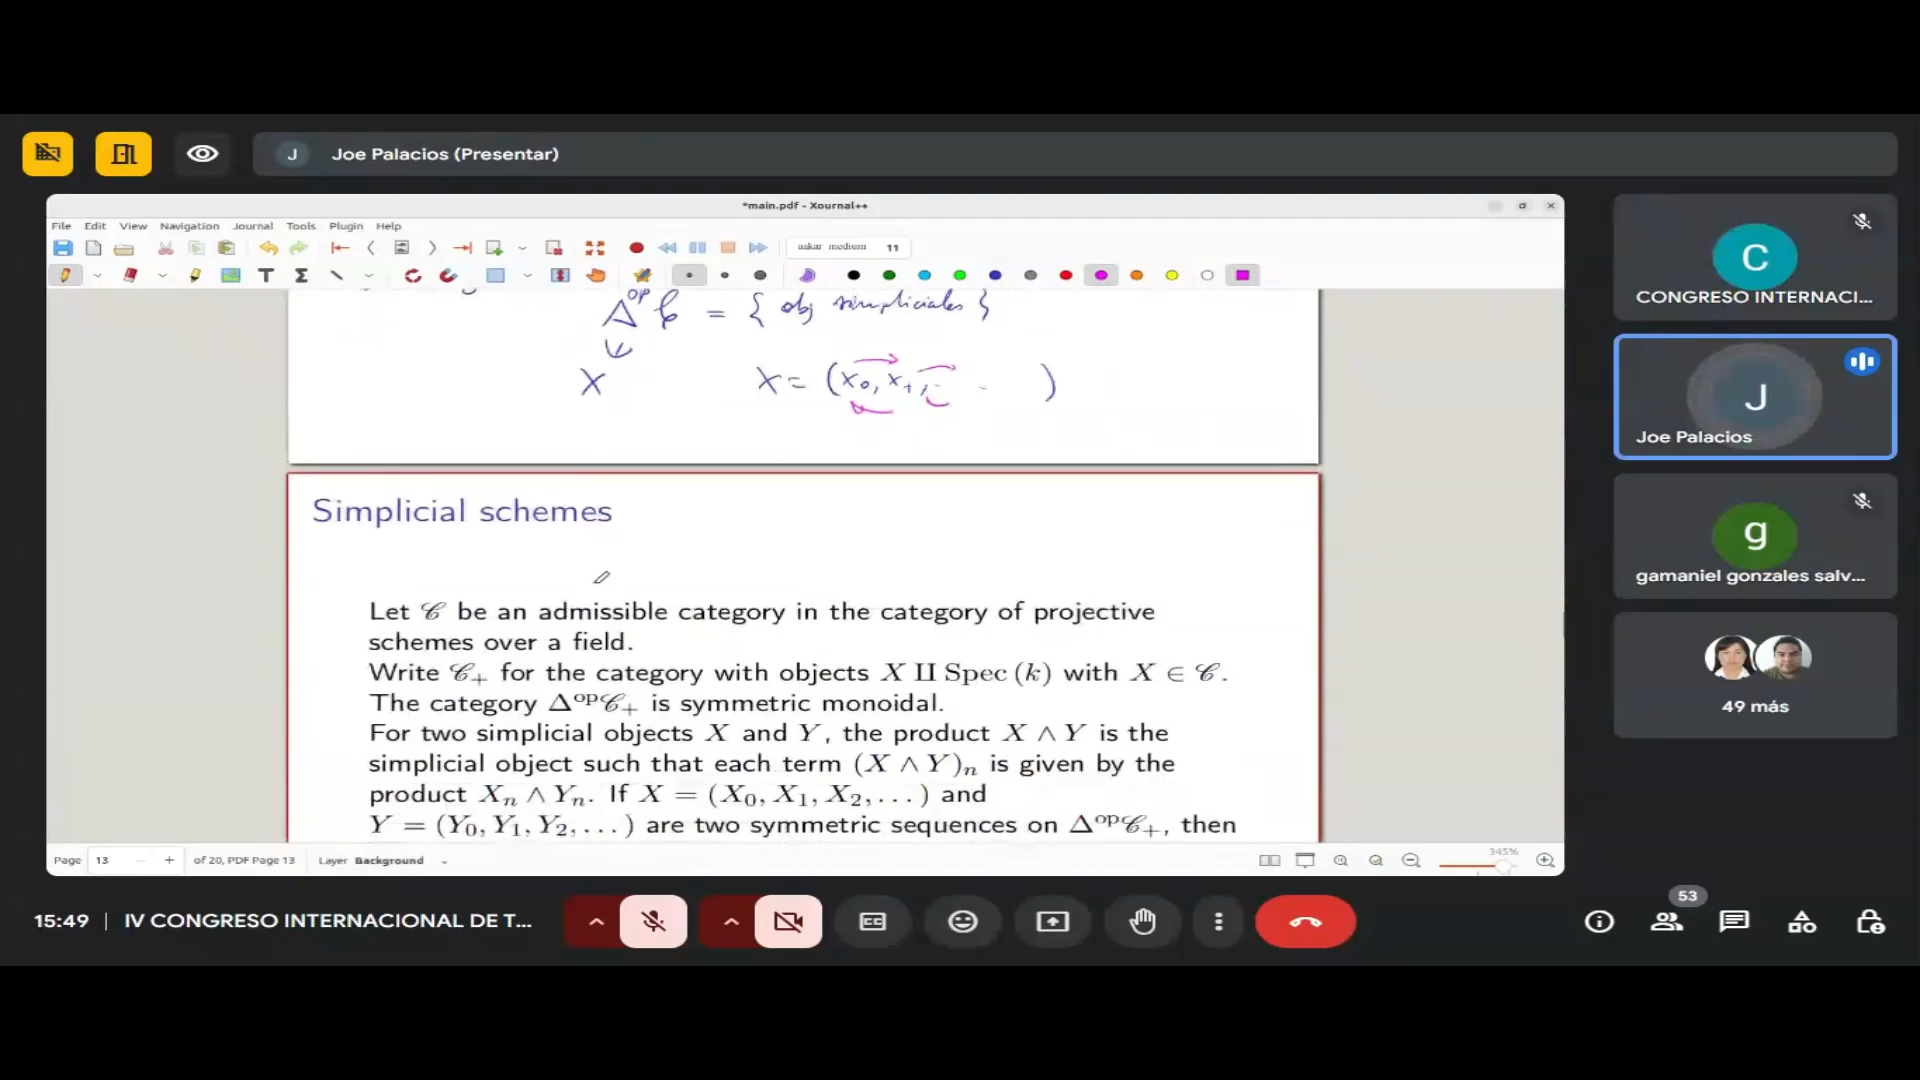 J Joe Palacios (Presentar)
*main.pdf - Xournal++
File Edit View Navigation Journal Tools Plugin Help
aakar medium 11
Δ^op 𝒞 = { obj simpliciales }
X X = (X₀, X₁, - - )
Simplicial schemes
Let 𝒞 be an admissible category in the category of projective
schemes over a field.
Write 𝒞₊ for the category with objects X ∐ Spec (k) with X ∈ 𝒞.
The category Δ^op𝒞₊ is symmetric monoidal.
For two simplicial objects X and Y, the product X ∧ Y is the
simplicial object such that each term (X ∧ Y)ₙ is given by the
product Xₙ ∧ Yₙ. If X = (X₀, X₁, X₂, . . . ) and
Y = (Y₀, Y₁, Y₂, . . . ) are two symmetric sequences on Δ^op𝒞₊, then
Page 13 − + of 20, PDF Page 13 Layer Background 345%
C
CONGRESO INTERNACI...
J
Joe Palacios
g
gamaniel gonzales salv...
49 más
15:49 | IV CONGRESO INTERNACIONAL DE T...
CC
53